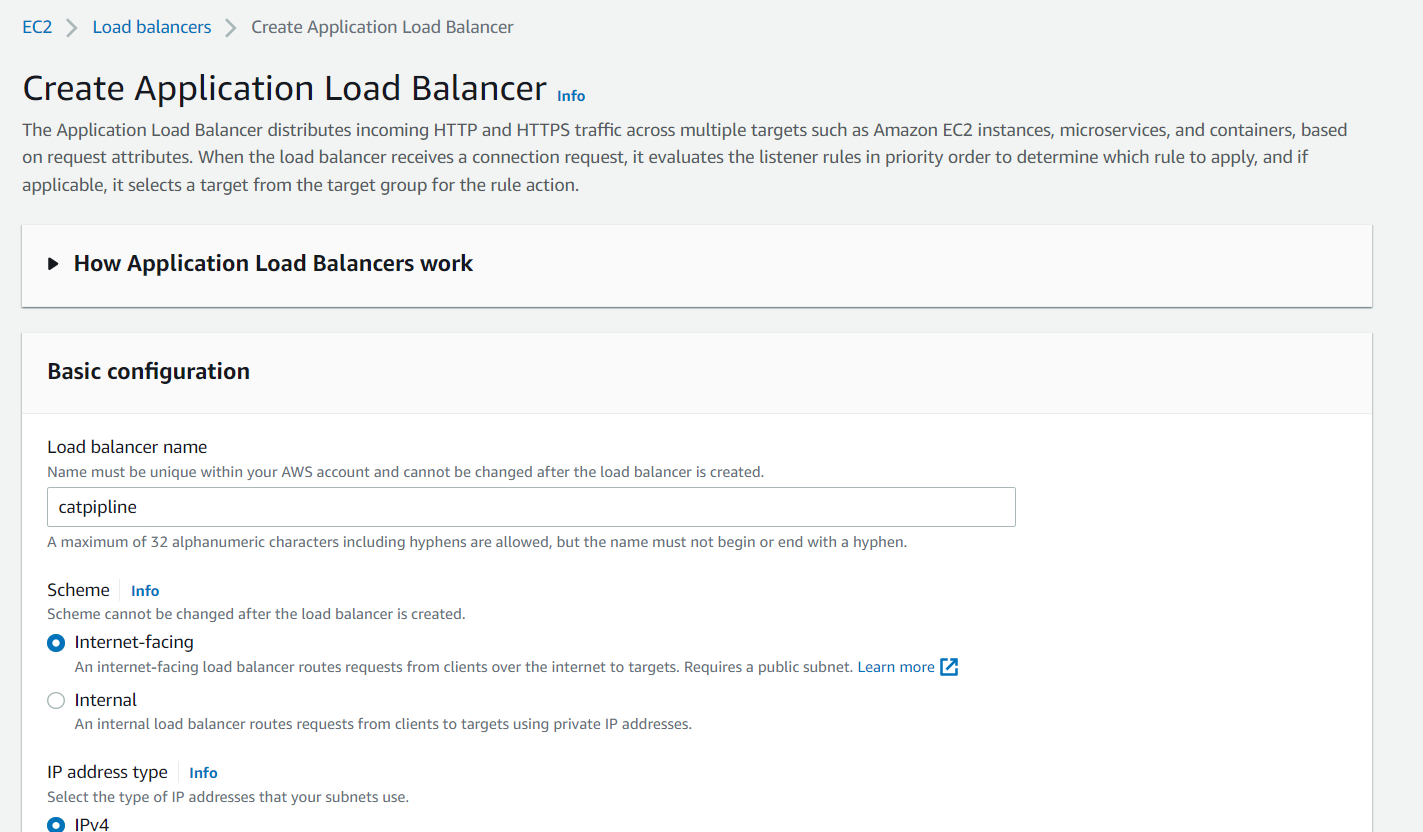 EC2 Load balancers Create Application Load Balancer
Create Application Load Balancer Info
The Application Load Balancer distributes incoming HTTP and HTTPS traffic across multiple targets such as Amazon EC2 instances, microservices, and containers, based
on request attributes. When the load balancer receives a connection request, it evaluates the listener rules in priority order to determine which rule to apply, and if
applicable, it selects a target from the target group for the rule action.
How Application Load Balancers work
Basic configuration
Load balancer name
Name must be unique within your AWS account and cannot be changed after the load balancer is created.
catpipline
A maximum of 32 alphanumeric characters including hyphens are allowed, but the name must not begin or end with a hyphen.
Scheme Info
Scheme cannot be changed after the load balancer is created.
Internet-facing
An internet-facing load balancer routes requests from clients over the internet to targets. Requires a public subnet. Learn more
Internal
An internal load balancer routes requests from clients to targets using private IP addresses.
IP address type Info
Select the type of IP addresses that your subnets use.
IPv4